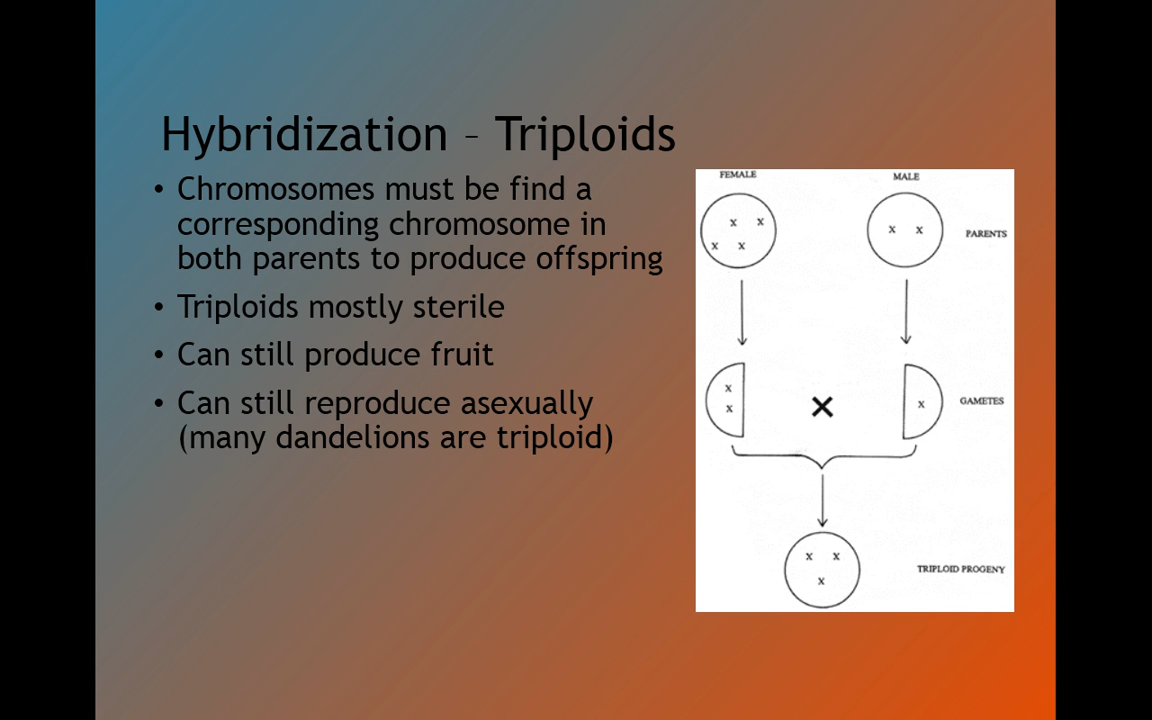 Hybridization – Triploids
• Chromosomes must be find a
corresponding chromosome in
both parents to produce offspring
• Triploids mostly sterile
• Can still produce fruit
• Can still reproduce asexually
(many dandelions are triploid)
FEMALE MALE
x x x x
x x
PARENTS
x
x
×
x
GAMETES
x x
x
TRIPLOID PROGENY